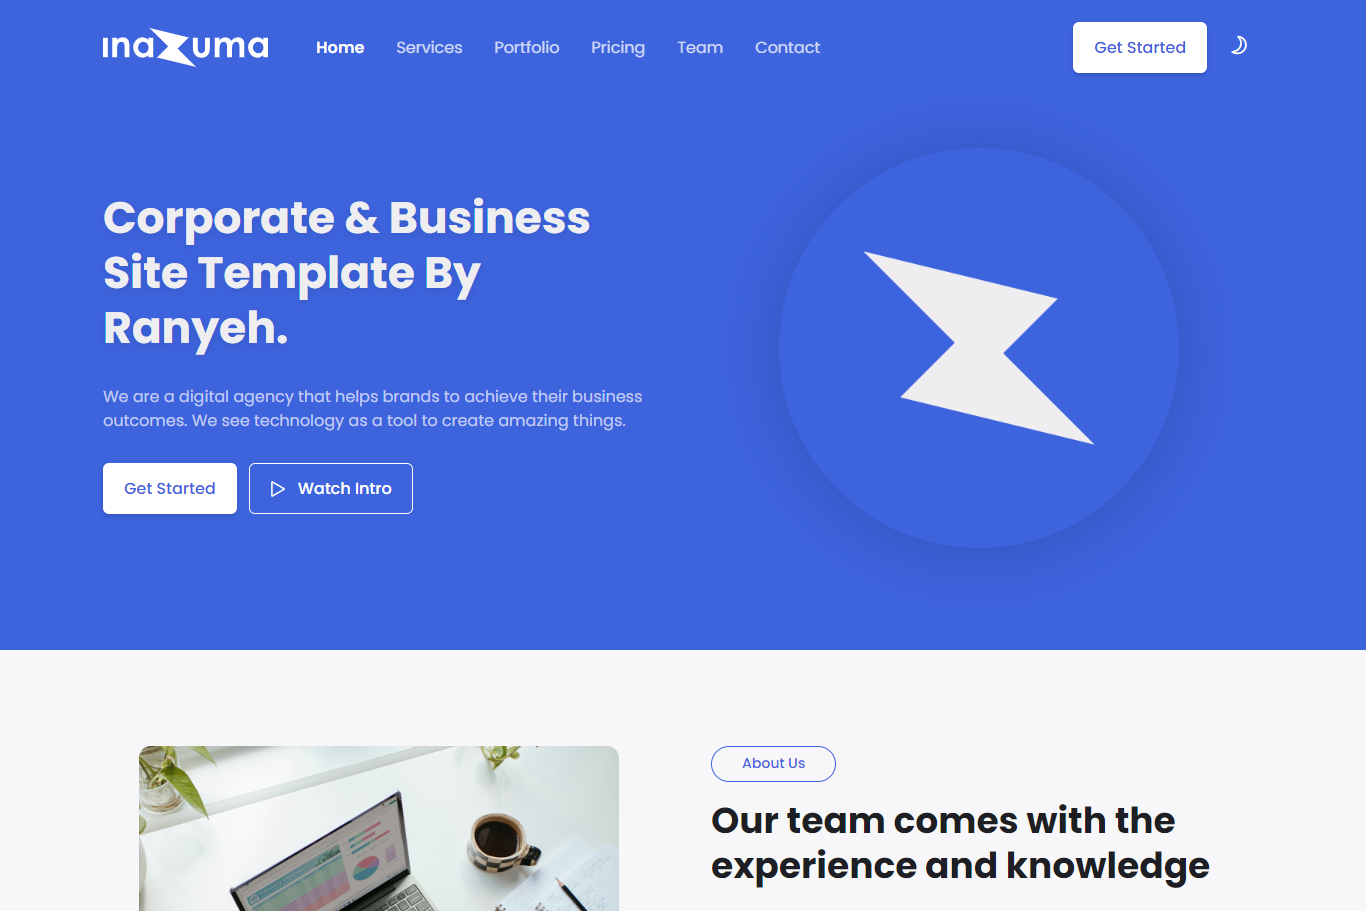 inazuma
Home
Services
Portfolio
Pricing
Team
Contact
Get Started
Corporate & Business
Site Template By
Ranyeh.
We are a digital agency that helps brands to achieve their business
outcomes. We see technology as a tool to create amazing things.
Get Started
Watch Intro
About Us
Our team comes with the
experience and knowledge